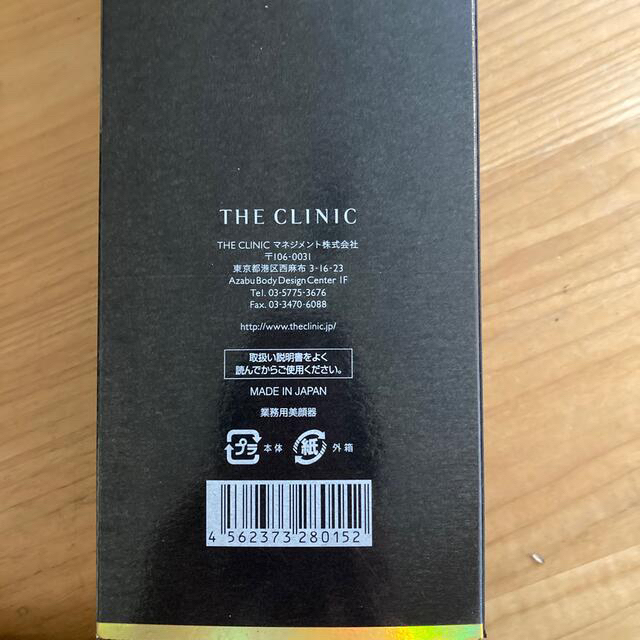 THE CLINIC
THE CLINIC マネジメント株式会社
〒106-0031
東京都港区西麻布 3-16-23
Azabu Body Design Center 1F
Tel. 03-5775-3676
Fax. 03-3470-6088
http://www.theclinic.jp/
取扱い説明書をよく
読んでからご使用ください。
MADE IN JAPAN
業務用美顔器
プラ 本体 紙 外箱
4 562373 280152